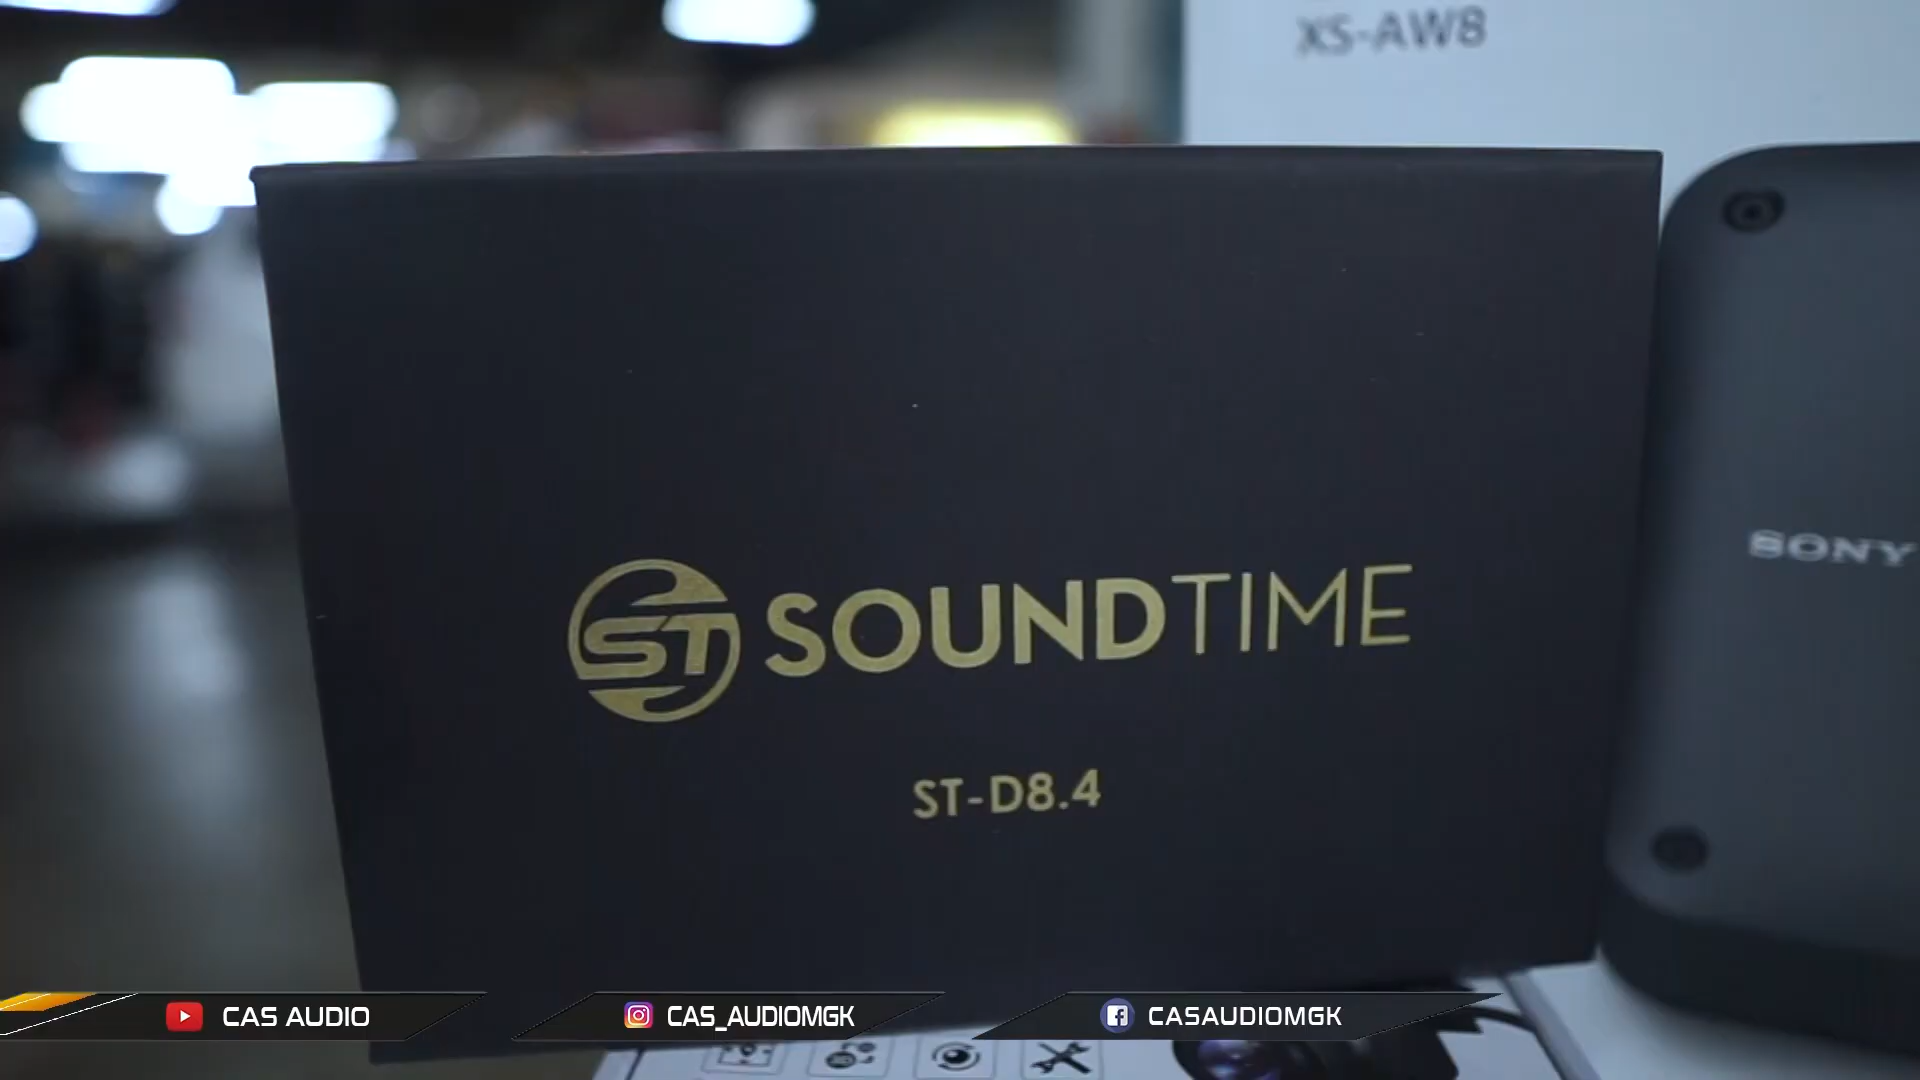 XS-AW8
SONY
ST SOUNDTIME
ST-D8.4
CAS AUDIO
CAS_AUDIOMGK
CASAUDIOMGK